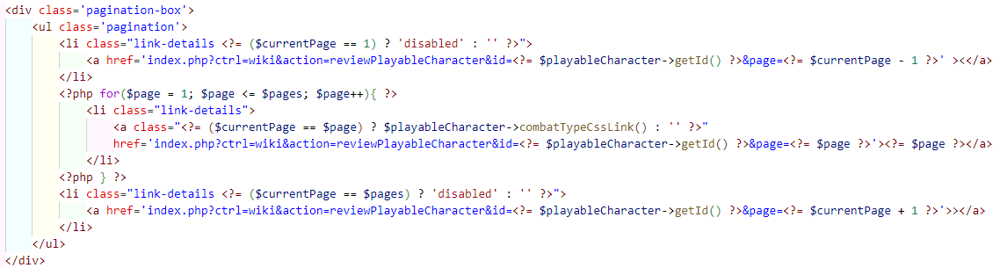 <div class='pagination-box'>
    <ul class='pagination'>
        <li class="link-details <?= ($currentPage == 1) ? 'disabled' : '' ?>">
            <a href='index.php?ctrl=wiki&action=reviewPlayableCharacter&id=<?= $playableCharacter->getId() ?>&page=<?= $currentPage - 1 ?>' ><</a>
        </li>
        <?php for($page = 1; $page <= $pages; $page++){ ?>
            <li class="link-details">
                <a class="<?= ($currentPage == $page) ? $playableCharacter->combatTypeCssLink() : '' ?>"
                href='index.php?ctrl=wiki&action=reviewPlayableCharacter&id=<?= $playableCharacter->getId() ?>&page=<?= $page ?>'><?= $page ?></a>
            </li>
        <?php } ?>
        <li class="link-details <?= ($currentPage == $pages) ? 'disabled' : '' ?>">
            <a href='index.php?ctrl=wiki&action=reviewPlayableCharacter&id=<?= $playableCharacter->getId() ?>&page=<?= $currentPage + 1 ?>'>></a>
        </li>
    </ul>
</div>